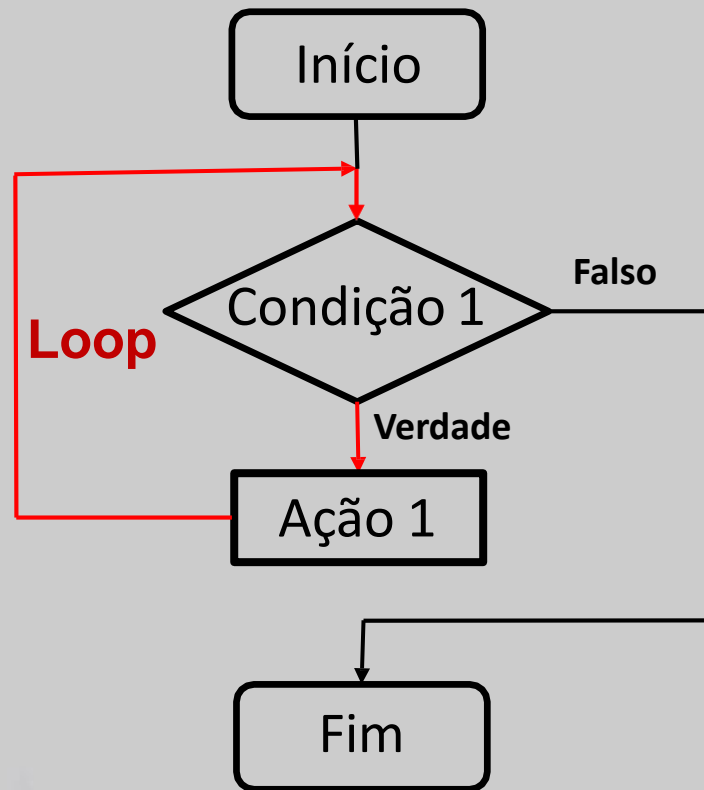 Início
Falso
Condição 1
Loop
Verdade
Ação 1
Fim